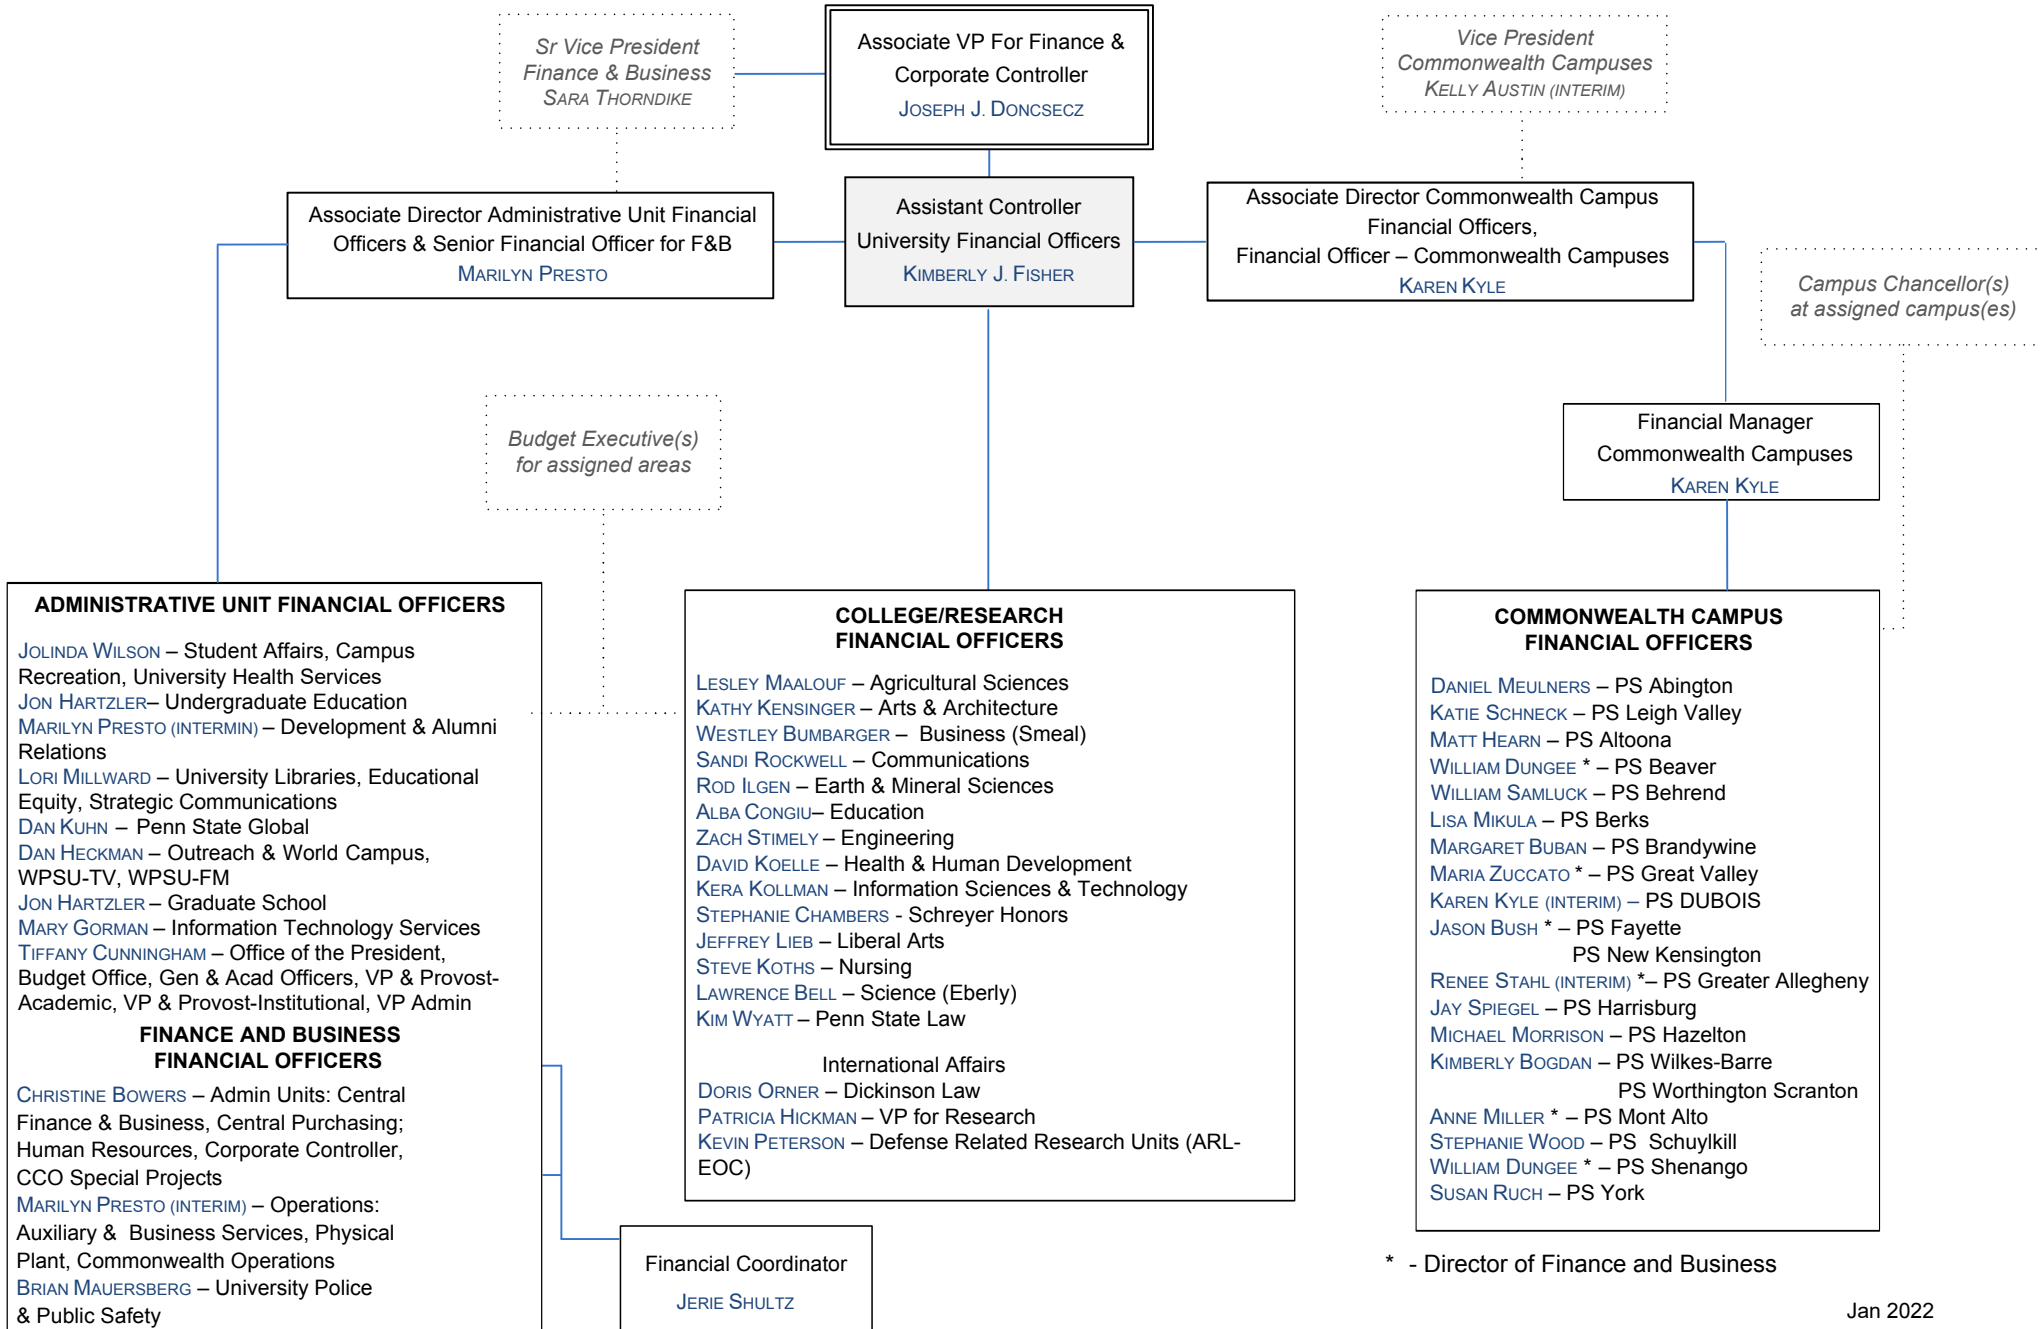 Sr Vice President
Finance & Business
SARA THORNDIKE
Associate VP For Finance &
Corporate Controller
JOSEPH J. DONCSECZ
Vice President
Commonwealth Campuses
KELLY AUSTIN (INTERIM)
Associate Director Administrative Unit Financial
Officers & Senior Financial Officer for F&B
MARILYN PRESTO
Assistant Controller
University Financial Officers
KIMBERLY J. FISHER
Associate Director Commonwealth Campus
Financial Officers,
Financial Officer – Commonwealth Campuses
KAREN KYLE
Campus Chancellor(s)
at assigned campus(es)
Budget Executive(s)
for assigned areas
Financial Manager
Commonwealth Campuses
KAREN KYLE
ADMINISTRATIVE UNIT FINANCIAL OFFICERS
JOLINDA WILSON – Student Affairs, Campus
Recreation, University Health Services
JON HARTZLER– Undergraduate Education
MARILYN PRESTO (INTERMIN) – Development & Alumni
Relations
LORI MILLWARD – University Libraries, Educational
Equity, Strategic Communications
DAN KUHN – Penn State Global
DAN HECKMAN – Outreach & World Campus,
WPSU-TV, WPSU-FM
JON HARTZLER – Graduate School
MARY GORMAN – Information Technology Services
TIFFANY CUNNINGHAM – Office of the President,
Budget Office, Gen & Acad Officers, VP & Provost-
Academic, VP & Provost-Institutional, VP Admin
FINANCE AND BUSINESS
FINANCIAL OFFICERS
CHRISTINE BOWERS – Admin Units: Central
Finance & Business, Central Purchasing;
Human Resources, Corporate Controller,
CCO Special Projects
MARILYN PRESTO (INTERIM) – Operations:
Auxiliary & Business Services, Physical
Plant, Commonwealth Operations
BRIAN MAUERSBERG – University Police
& Public Safety
COLLEGE/RESEARCH
FINANCIAL OFFICERS
LESLEY MAALOUF – Agricultural Sciences
KATHY KENSINGER – Arts & Architecture
WESTLEY BUMBARGER – Business (Smeal)
SANDI ROCKWELL – Communications
ROD ILGEN – Earth & Mineral Sciences
ALBA CONGIU– Education
ZACH STIMELY – Engineering
DAVID KOELLE – Health & Human Development
KERA KOLLMAN – Information Sciences & Technology
STEPHANIE CHAMBERS - Schreyer Honors
JEFFREY LIEB – Liberal Arts
STEVE KOTHS – Nursing
LAWRENCE BELL – Science (Eberly)
KIM WYATT – Penn State Law
International Affairs
DORIS ORNER – Dickinson Law
PATRICIA HICKMAN – VP for Research
KEVIN PETERSON – Defense Related Research Units (ARL-
EOC)
Financial Coordinator
JERIE SHULTZ
COMMONWEALTH CAMPUS
FINANCIAL OFFICERS
DANIEL MEULNERS – PS Abington
KATIE SCHNECK – PS Leigh Valley
MATT HEARN – PS Altoona
WILLIAM DUNGEE * – PS Beaver
WILLIAM SAMLUCK – PS Behrend
LISA MIKULA – PS Berks
MARGARET BUBAN – PS Brandywine
MARIA ZUCCATO * – PS Great Valley
KAREN KYLE (INTERIM) – PS DUBOIS
JASON BUSH * – PS Fayette
PS New Kensington
RENEE STAHL (INTERIM) *– PS Greater Allegheny
JAY SPIEGEL – PS Harrisburg
MICHAEL MORRISON – PS Hazelton
KIMBERLY BOGDAN – PS Wilkes-Barre
PS Worthington Scranton
ANNE MILLER * – PS Mont Alto
STEPHANIE WOOD – PS Schuylkill
WILLIAM DUNGEE * – PS Shenango
SUSAN RUCH – PS York
* - Director of Finance and Business
Jan 2022